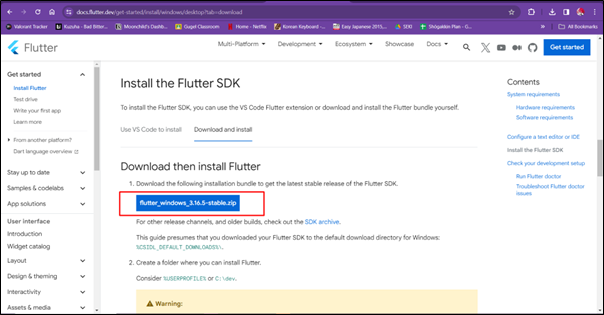 docs.flutter.dev/get-started/install/windows/desktop?tab=download
Valorant Tracker
Kuzuha - Bad Bitter...
Moonchild's Dashb...
Guget Classroom
Home - Netflix
Korean Keyboard -...
Easy Japanese 2015...
SDG
Shōgakkin Plan - G...
All Bookmarks
Flutter
Multi-Platform
Development
Ecosystem
Showcase
Docs
Get started
Get started
Install Flutter
Test drive
Write your first app
Learn more
From another platform?
Dart language overview
Stay up to date
Samples & codelabs
App solutions
User interface
Introduction
Widget catalog
Layout
Design & theming
Interactivity
Assets & media
Install the Flutter SDK
To install the Flutter SDK, you can use the VS Code Flutter extension or download and install the Flutter bundle yourself.
Use VS Code to install
Download and install
Download then install Flutter
1. Download the following installation bundle to get the latest stable release of the Flutter SDK.
flutter_windows_3.16.5-stable.zip
For other release channels, and older builds, check out the SDK archive.
This guide presumes that you downloaded your Flutter SDK to the default download directory for Windows:
%CSIDL_DEFAULT_DOWNLOADS%\.
2. Create a folder where you can install Flutter.
Consider %USERPROFILE% or C:\dev.
Warning:
Contents
System requirements
Hardware requirements
Software requirements
Configure a text editor or IDE
Install the Flutter SDK
Check your development setup
Run Flutter doctor
Troubleshoot Flutter doctor
issues